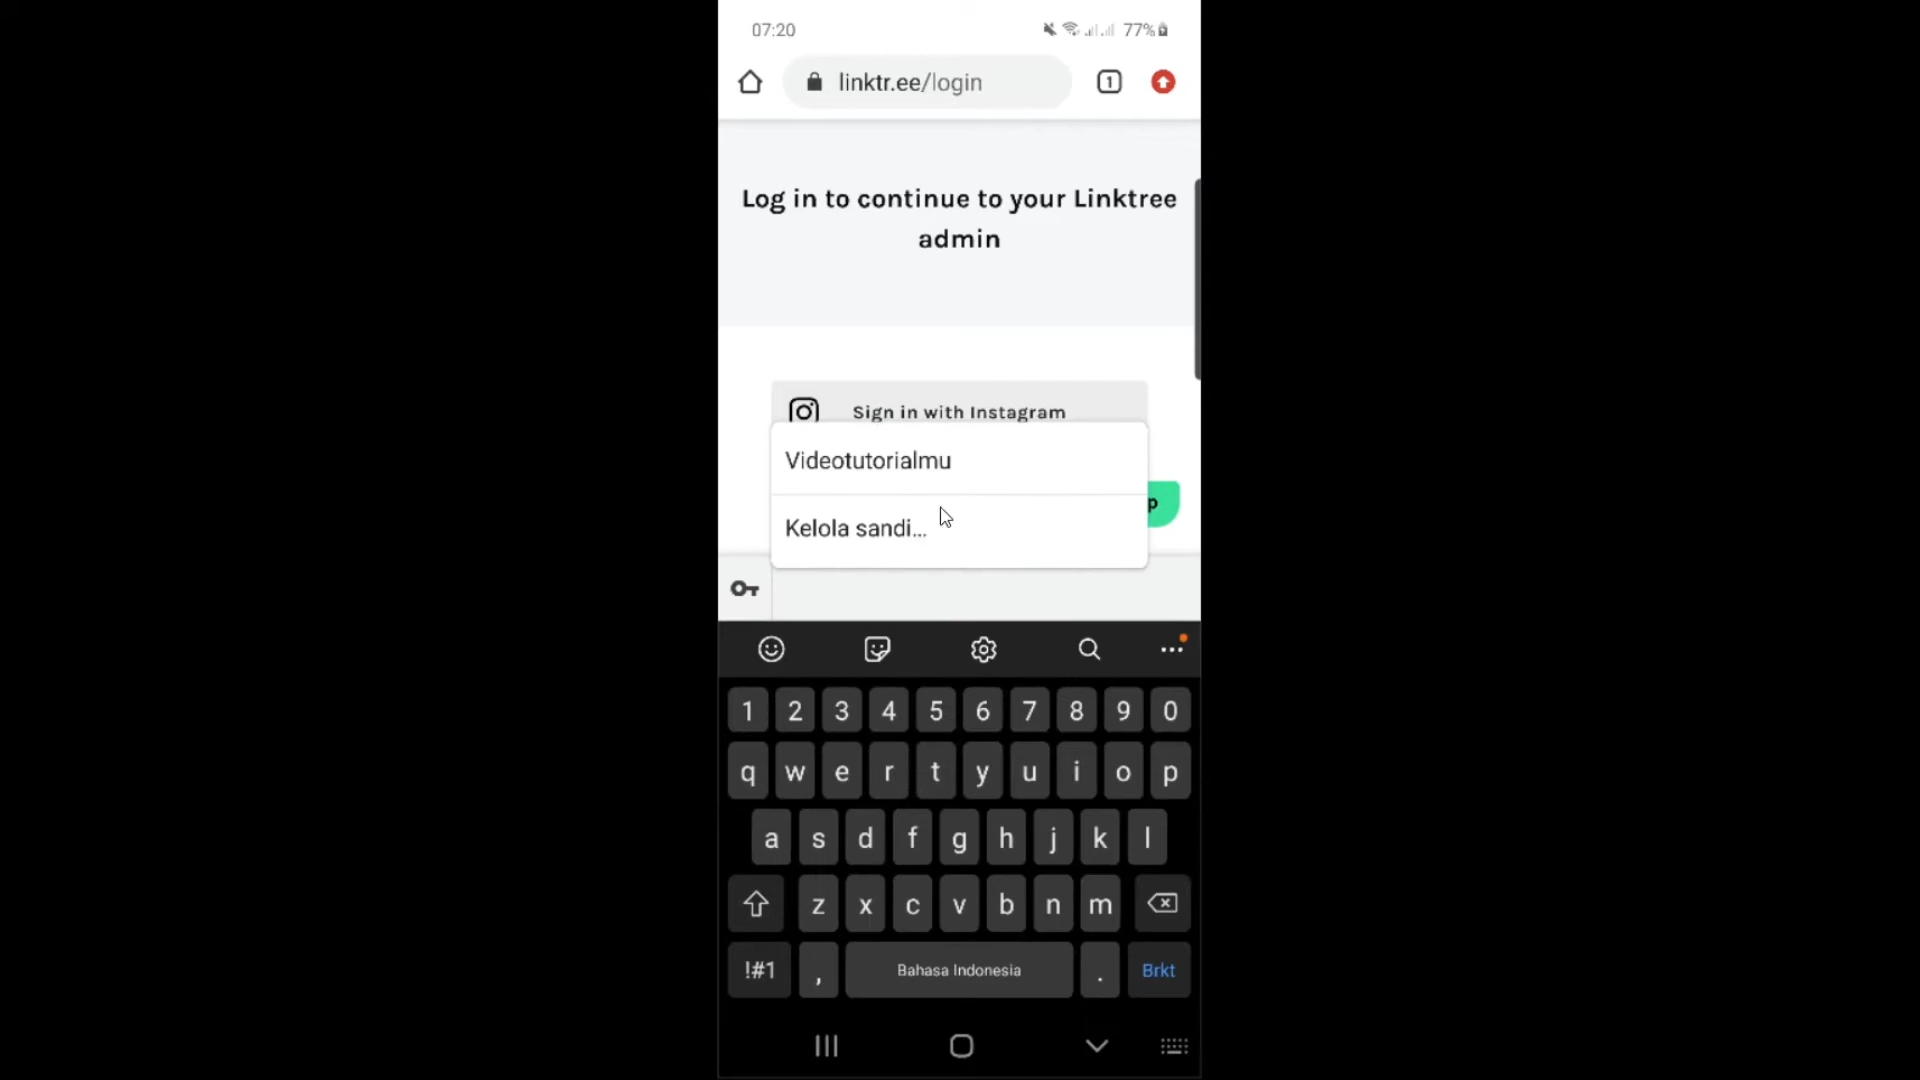 07:20
77%
linktr.ee/login
1
Log in to continue to your Linktree
admin
Sign in with Instagram
Videotutorialmu
p
Kelola sandi...
1 2 3 4 5 6 7 8 9 0
q w e r t y u i o p
a s d f g h j k l
z x c v b n m
!#1 , Bahasa Indonesia . Brkt